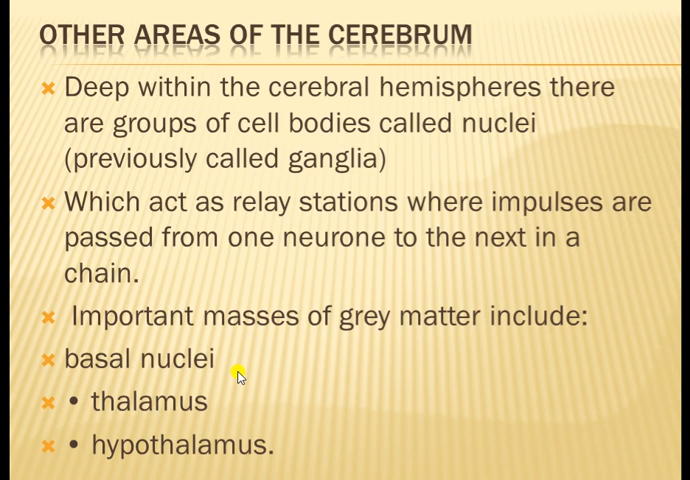 OTHER AREAS OF THE CEREBRUM
Deep within the cerebral hemispheres there
are groups of cell bodies called nuclei
(previously called ganglia)
Which act as relay stations where impulses are
passed from one neurone to the next in a
chain.
Important masses of grey matter include:
basal nuclei
• thalamus
• hypothalamus.